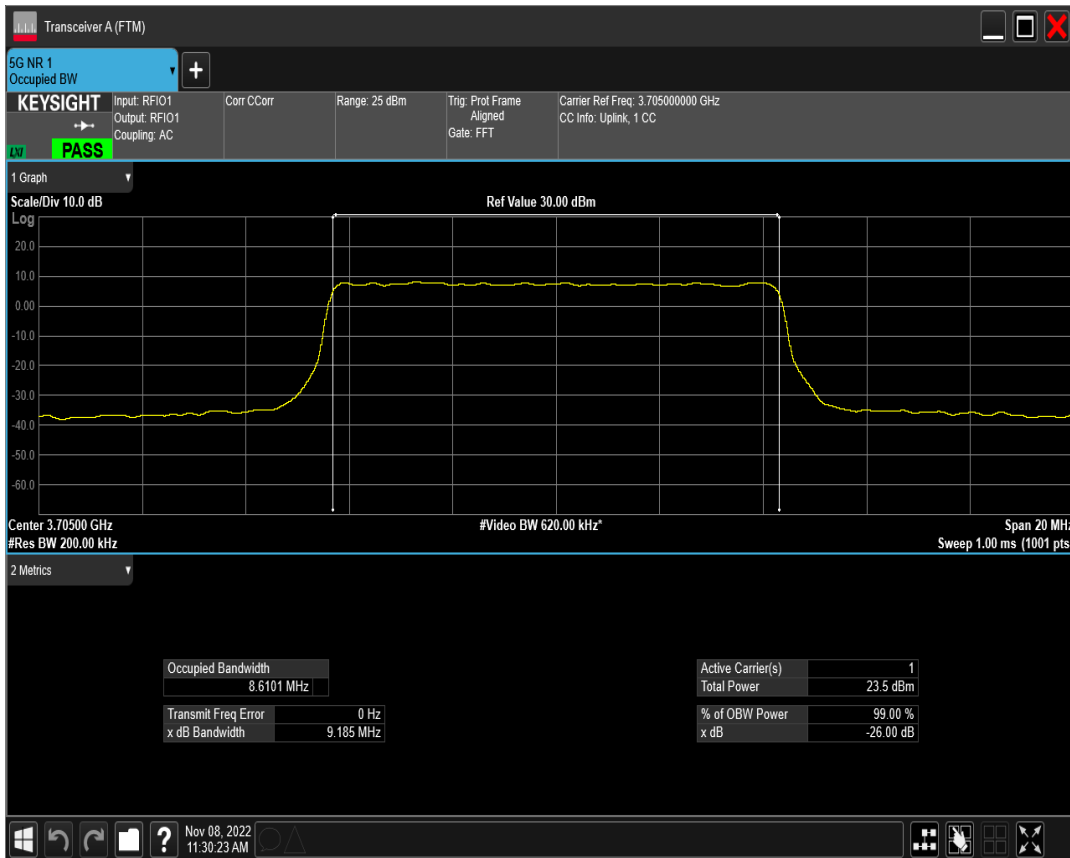 Transceiver A (FTM)
5G NR 1
Occupied BW
+
KEYSIGHT
LXI
PASS
Input: RFIO1
Output: RFIO1
Coupling: AC
Corr CCorr
Range: 25 dBm
Trig: Prot Frame
Aligned
Gate: FFT
Carrier Ref Freq: 3.705000000 GHz
CC Info: Uplink, 1 CC
1 Graph
Scale/Div 10.0 dB
Ref Value 30.00 dBm
Log
20.0
10.0
0.00
-10.0
-20.0
-30.0
-40.0
-50.0
-60.0
Center 3.70500 GHz
#Video BW 620.00 kHz*
Span 20 MHz
#Res BW 200.00 kHz
Sweep 1.00 ms (1001 pts
2 Metrics
Occupied Bandwidth
8.6101 MHz
Transmit Freq Error 0 Hz
x dB Bandwidth 9.185 MHz
Active Carrier(s) 1
Total Power 23.5 dBm
% of OBW Power 99.00 %
x dB -26.00 dB
?
Nov 08, 2022
11:30:23 AM